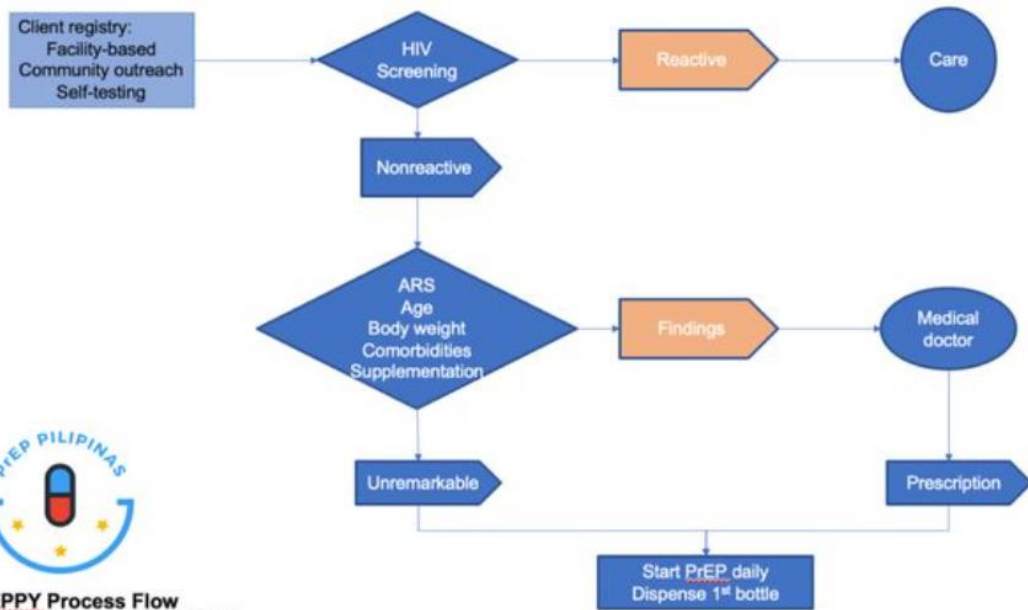 Client registry:
Facility-based
Community outreach
Self-testing
HIV
Screening
Reactive
Care
Nonreactive
ARS
Age
Body weight
Comorbidities
Supplementation
Findings
Medical
doctor
Unremarkable
Prescription
Start PrEP daily
Dispense 1st bottle
PrEP PILIPINAS
PPY Process Flow